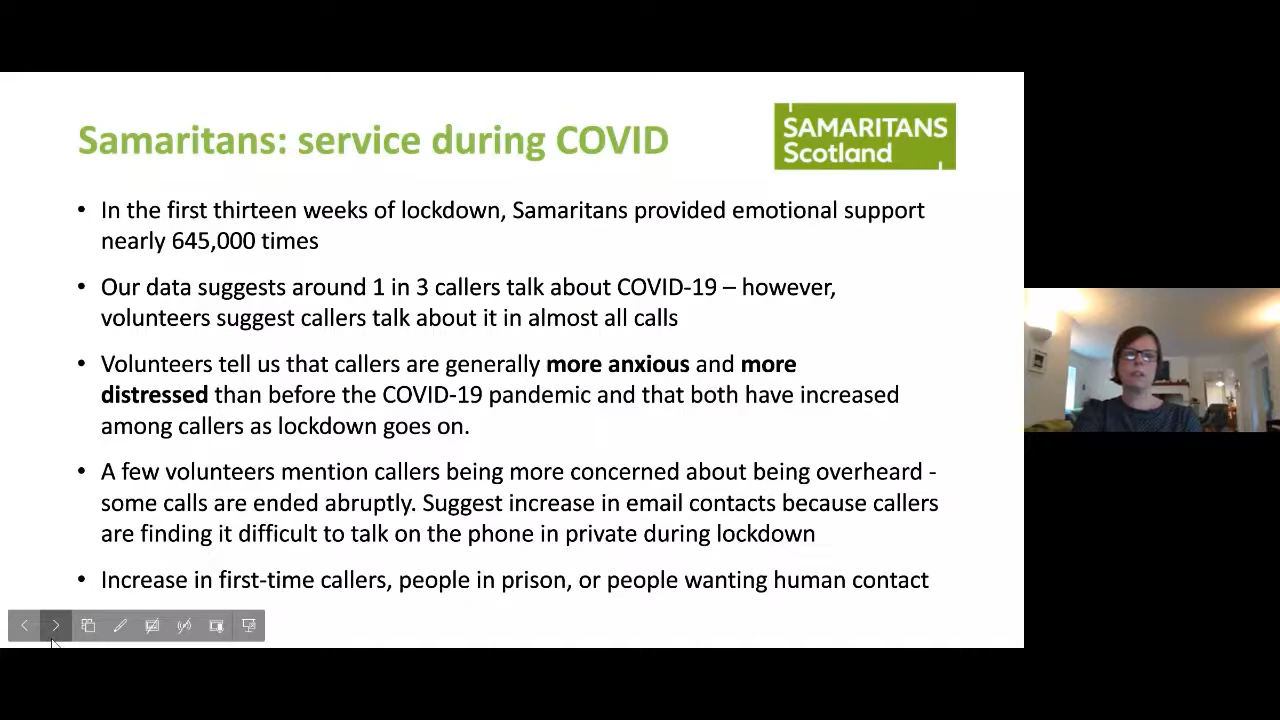 Samaritans: service during COVID
SAMARITANS
Scotland
• In the first thirteen weeks of lockdown, Samaritans provided emotional support
nearly 645,000 times
• Our data suggests around 1 in 3 callers talk about COVID-19 – however,
volunteers suggest callers talk about it in almost all calls
• Volunteers tell us that callers are generally more anxious and more
distressed than before the COVID-19 pandemic and that both have increased
among callers as lockdown goes on.
• A few volunteers mention callers being more concerned about being overheard -
some calls are ended abruptly. Suggest increase in email contacts because callers
are finding it difficult to talk on the phone in private during lockdown
• Increase in first-time callers, people in prison, or people wanting human contact